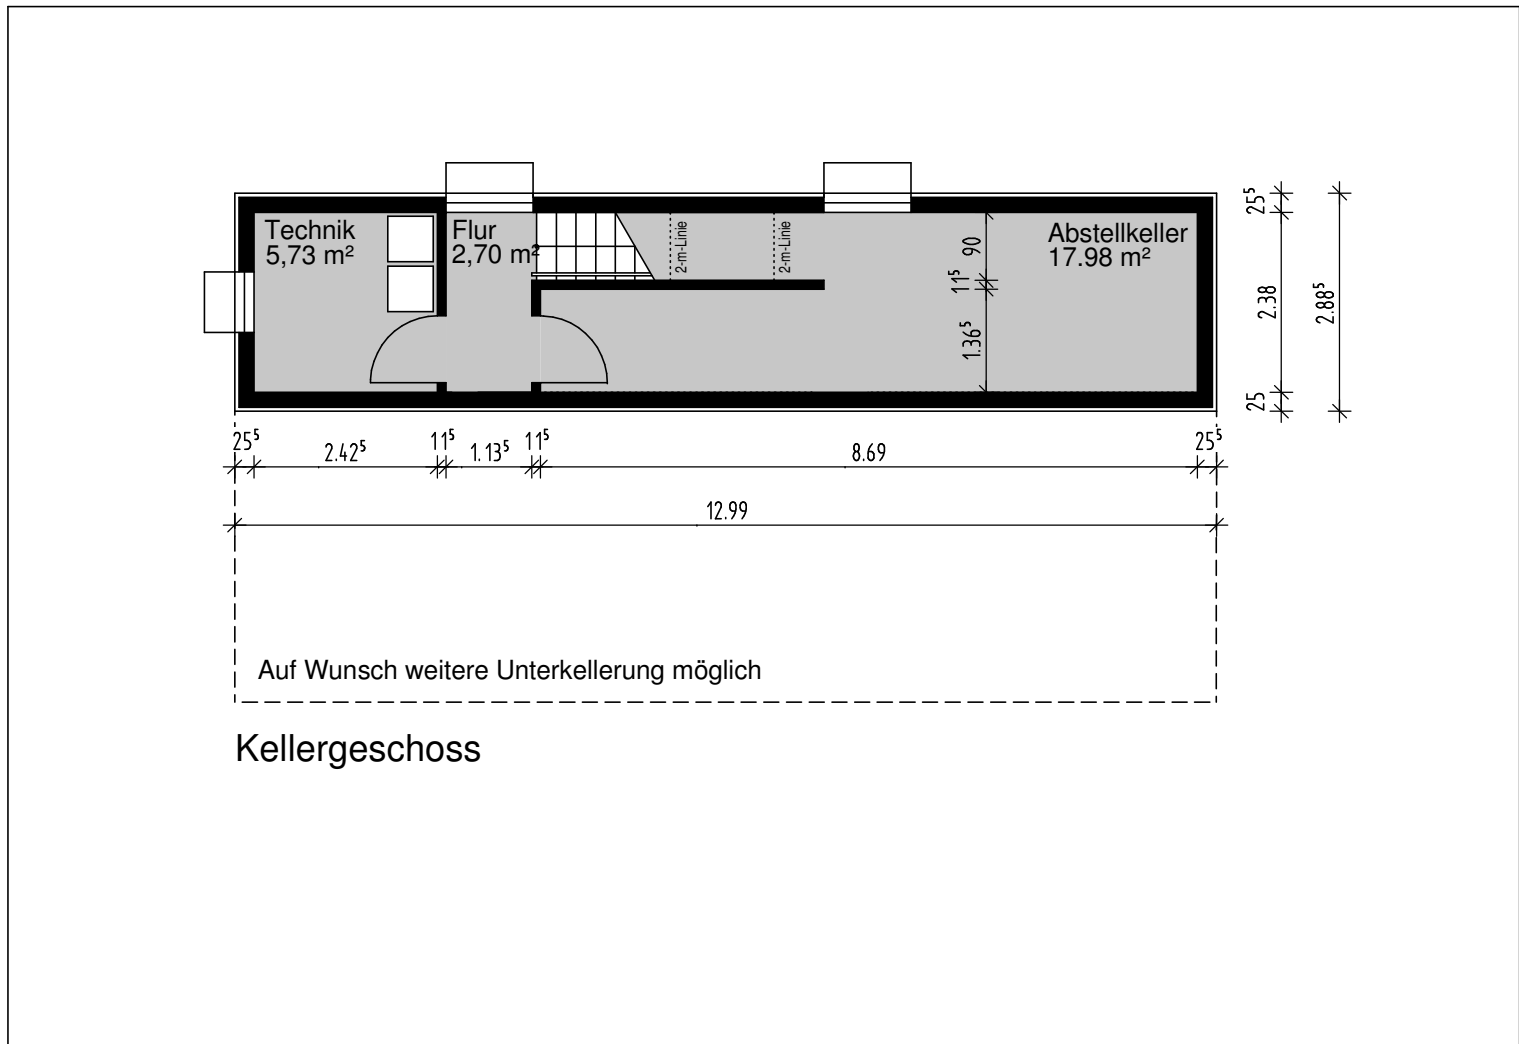 Technik
5,73 m²
Flur
2,70 m²
2-m-Linie
2-m-Linie
90
11⁵
1.36⁵
Abstellkeller
17.98 m²
25⁵
2.38
25
2.88⁵
25⁵
2.42⁵
11⁵
1.13⁵
11⁵
8.69
25⁵
12.99
Auf Wunsch weitere Unterkellerung möglich
Kellergeschoss